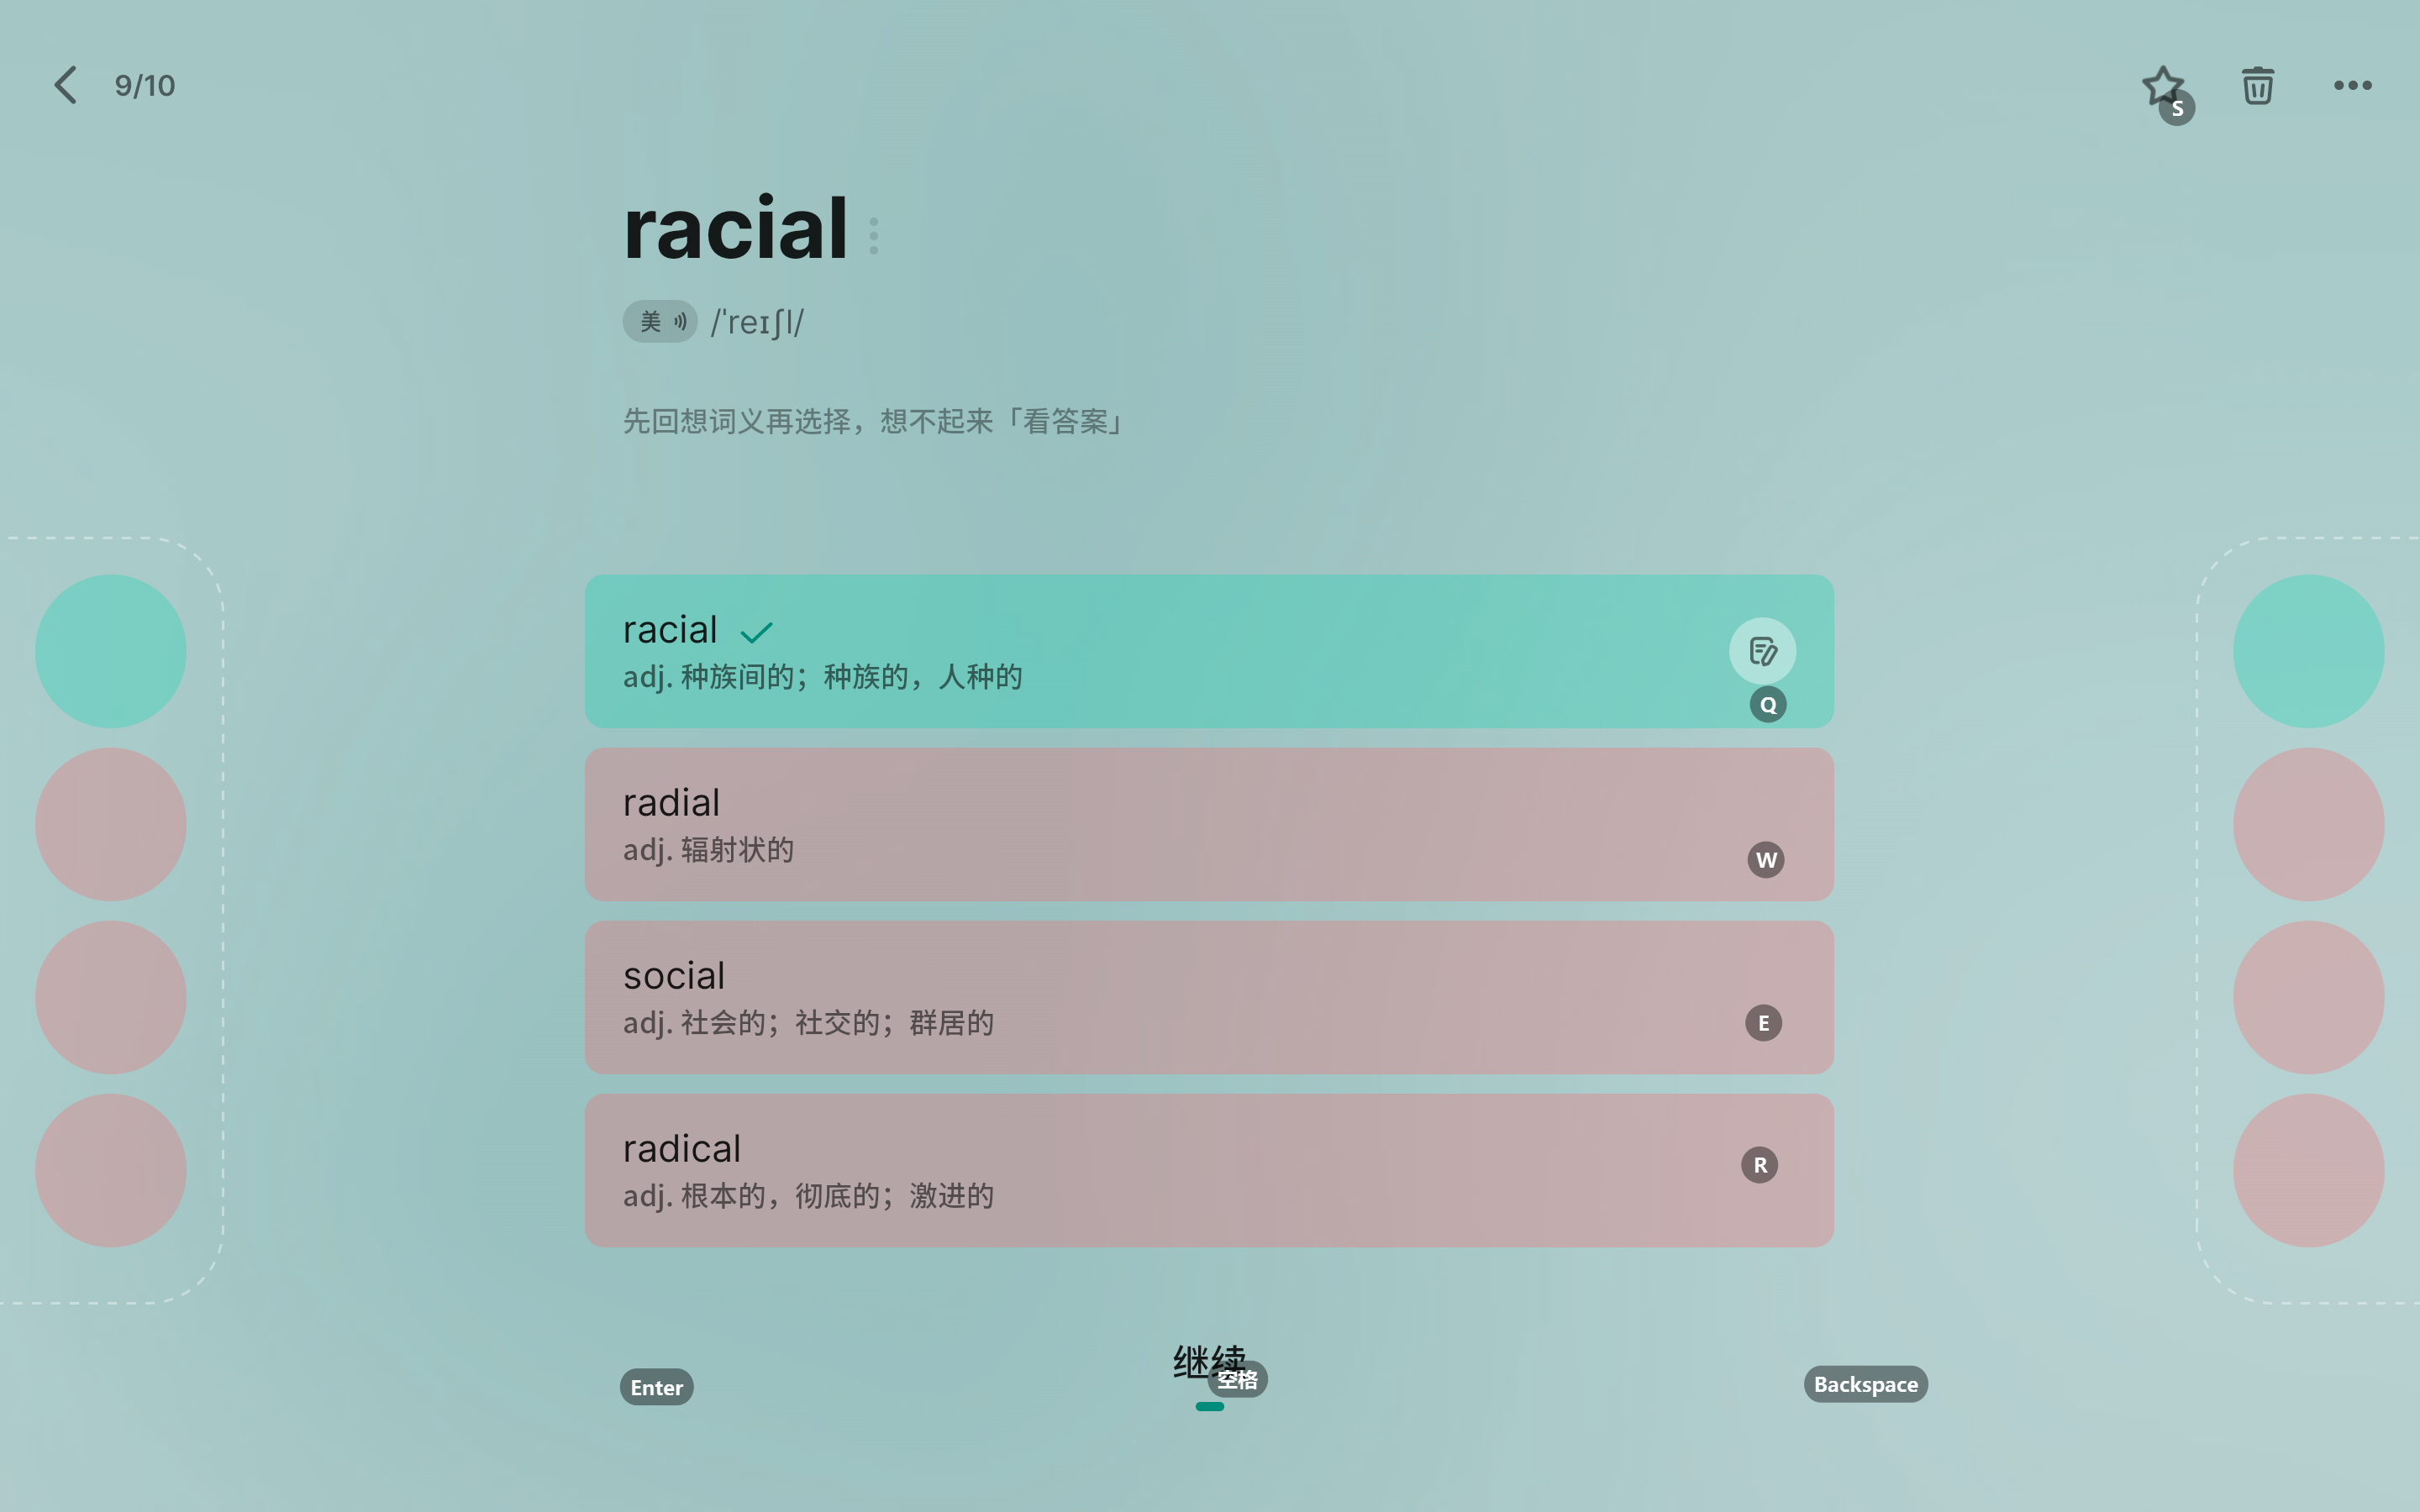 9/10
S
racial
美 /ˈreɪʃl/
先回想词义再选择，想不起来「看答案」
racial
adj. 种族间的；种族的，人种的
Q
radial
adj. 辐射状的
W
social
adj. 社会的；社交的；群居的
E
radical
adj. 根本的，彻底的；激进的
R
继续
Enter
空格
Backspace